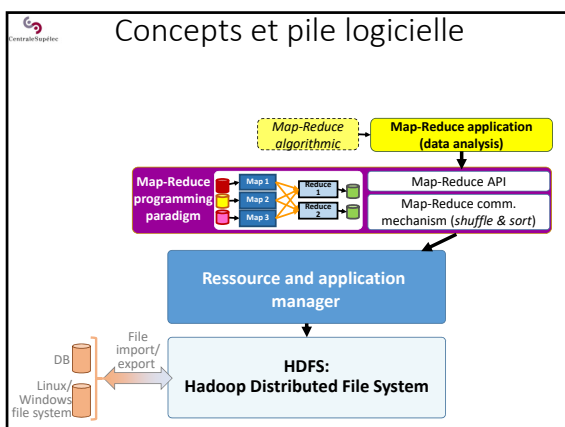 CentraleSupélec
Concepts et pile logicielle
Map-Reduce
algorithmic
Map-Reduce application
(data analysis)
Map-Reduce
programming
paradigm
Map 1
Map 2
Map 3
Reduce
1
Reduce
2
Map-Reduce API
Map-Reduce comm.
mechanism (shuffle & sort)
Ressource and application
manager
DB
Linux/
Windows
file system
File
import/
export
HDFS:
Hadoop Distributed File System